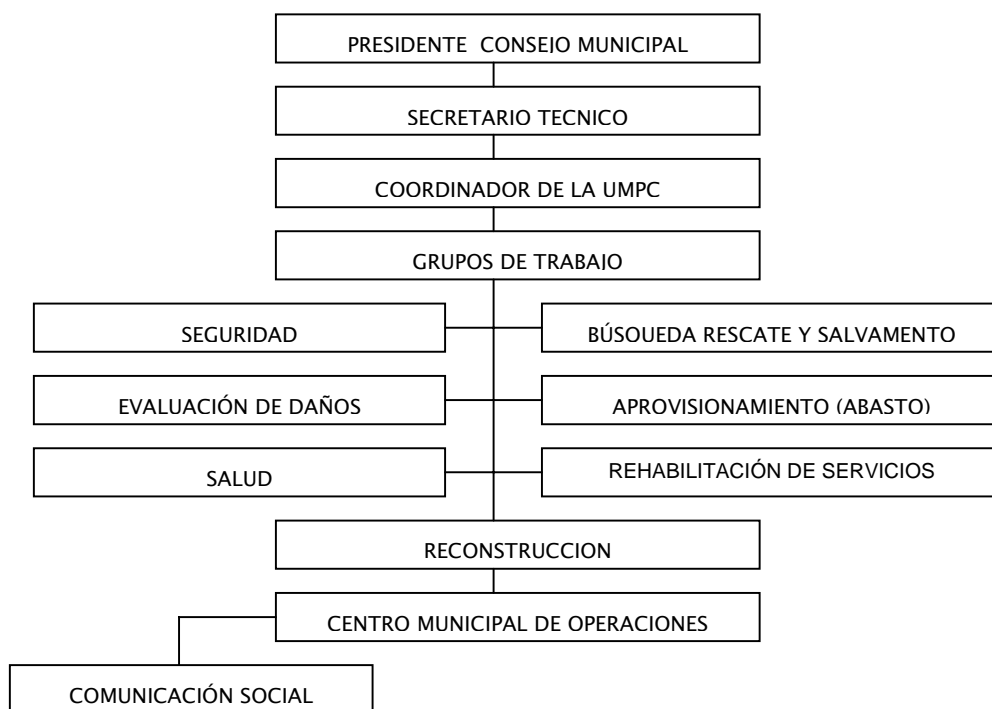 PRESIDENTE CONSEJO MUNICIPAL
SECRETARIO TECNICO
COORDINADOR DE LA UMPC
GRUPOS DE TRABAJO
SEGURIDAD
BÚSQUEDA RESCATE Y SALVAMENTO
EVALUACIÓN DE DAÑOS
APROVISIONAMIENTO (ABASTO)
SALUD
REHABILITACIÓN DE SERVICIOS
RECONSTRUCCION
CENTRO MUNICIPAL DE OPERACIONES
COMUNICACIÓN SOCIAL